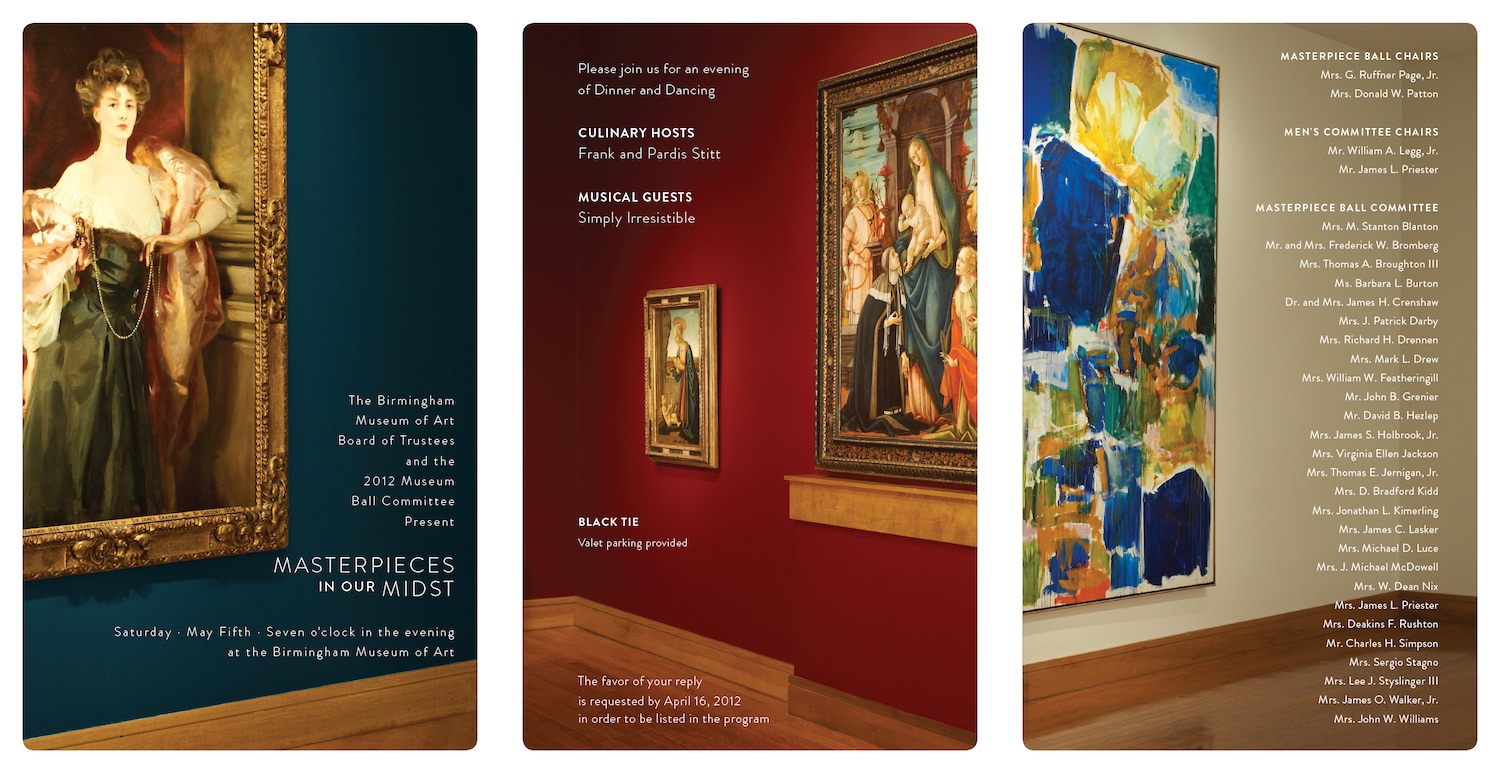 The Birmingham
Museum of Art
Board of Trustees
and the
2012 Museum
Ball Committee
Present
MASTERPIECES
IN OUR MIDST
Saturday · May Fifth · Seven o'clock in the evening
at the Birmingham Museum of Art
Please join us for an evening
of Dinner and Dancing
CULINARY HOSTS
Frank and Pardis Stitt
MUSICAL GUESTS
Simply Irresistible
BLACK TIE
Valet parking provided
The favor of your reply
is requested by April 16, 2012
in order to be listed in the program
MASTERPIECE BALL CHAIRS
Mrs. G. Ruffner Page, Jr.
Mrs. Donald W. Patton
MEN'S COMMITTEE CHAIRS
Mr. William A. Legg, Jr.
Mr. James L. Priester
MASTERPIECE BALL COMMITTEE
Mrs. M. Stanton Blanton
Mr. and Mrs. Frederick W. Bromberg
Mrs. Thomas A. Broughton III
Ms. Barbara L. Burton
Dr. and Mrs. James H. Crenshaw
Mrs. J. Patrick Darby
Mrs. Richard H. Drennen
Mrs. Mark L. Drew
Mrs. William W. Featheringill
Mr. John B. Grenier
Mr. David B. Hezlep
Mrs. James S. Holbrook, Jr.
Mrs. Virginia Ellen Jackson
Mrs. Thomas E. Jernigan, Jr.
Mrs. D. Bradford Kidd
Mrs. Jonathan L. Kimerling
Mrs. James C. Lasker
Mrs. Michael D. Luce
Mrs. J. Michael McDowell
Mrs. W. Dean Nix
Mrs. James L. Priester
Mrs. Deakins F. Rushton
Mr. Charles H. Simpson
Mrs. Sergio Stagno
Mrs. Lee J. Styslinger III
Mrs. James O. Walker, Jr.
Mrs. John W. Williams